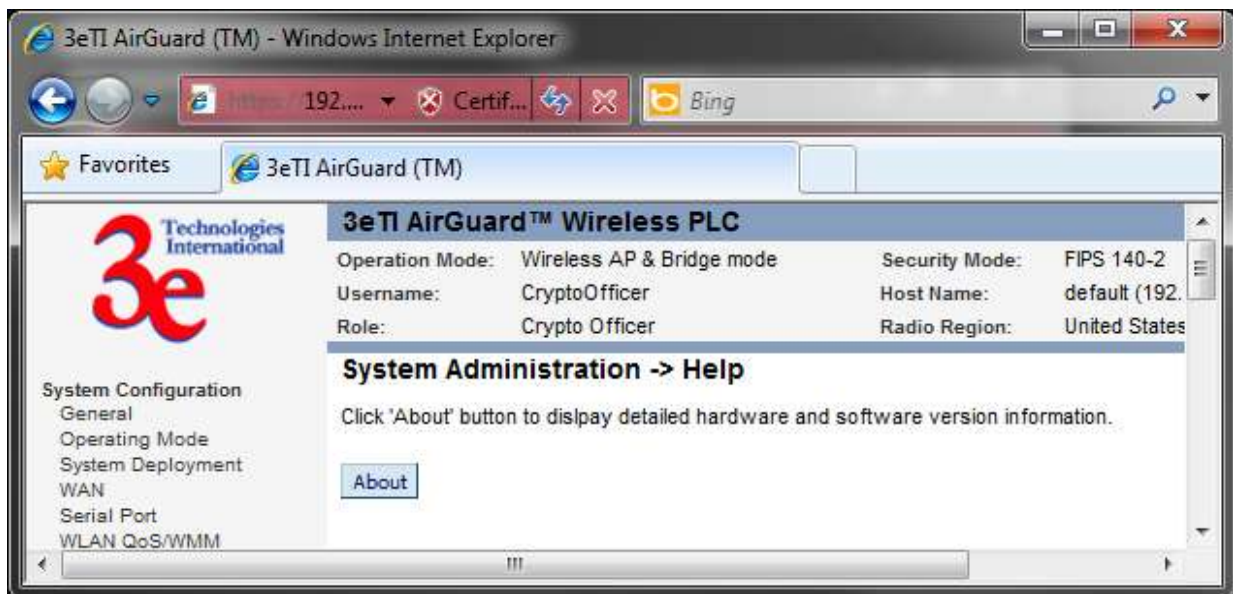 3eTI AirGuard (TM) - Windows Internet Explorer
https://192.... Certif... Bing
Favorites 3eTI AirGuard (TM)
3e Technologies
International
3eTI AirGuard™ Wireless PLC
Operation Mode: Wireless AP & Bridge mode Security Mode: FIPS 140-2
Username: CryptoOfficer Host Name: default (192.
Role: Crypto Officer Radio Region: United States
System Administration -> Help
Click 'About' button to dislpay detailed hardware and software version information.
About
System Configuration
General
Operating Mode
System Deployment
WAN
Serial Port
WLAN QoS/WMM